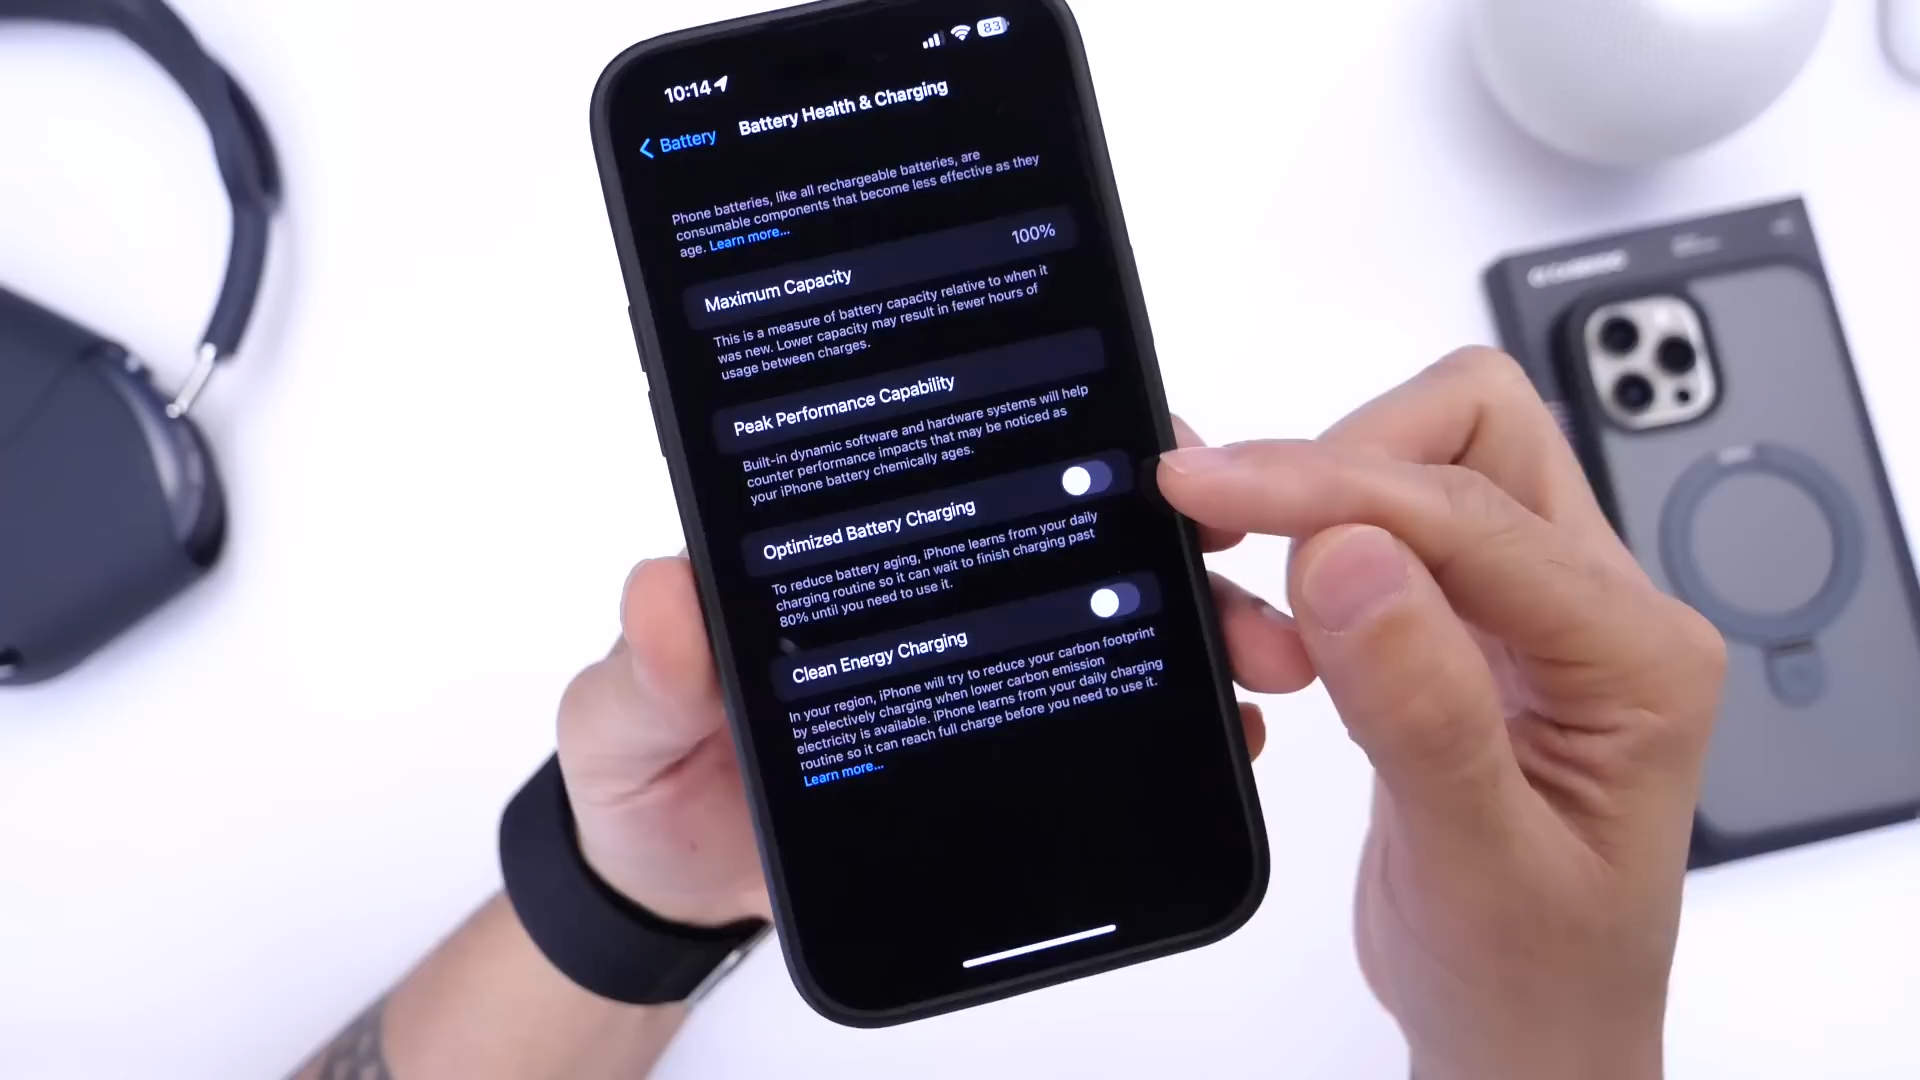 10:14
83
Battery
Battery Health & Charging
Phone batteries, like all rechargeable batteries, are
consumable components that become less effective as they
age. Learn more...
Maximum Capacity
100%
This is a measure of battery capacity relative to when it
was new. Lower capacity may result in fewer hours of
usage between charges.
Peak Performance Capability
Built-in dynamic software and hardware systems will help
counter performance impacts that may be noticed as
your iPhone battery chemically ages.
Optimized Battery Charging
To reduce battery aging, iPhone learns from your daily
charging routine so it can wait to finish charging past
80% until you need to use it.
Clean Energy Charging
In your region, iPhone will try to reduce your carbon footprint
by selectively charging when lower carbon emission
electricity is available. iPhone learns from your daily charging
routine so it can reach full charge before you need to use it.
Learn more...